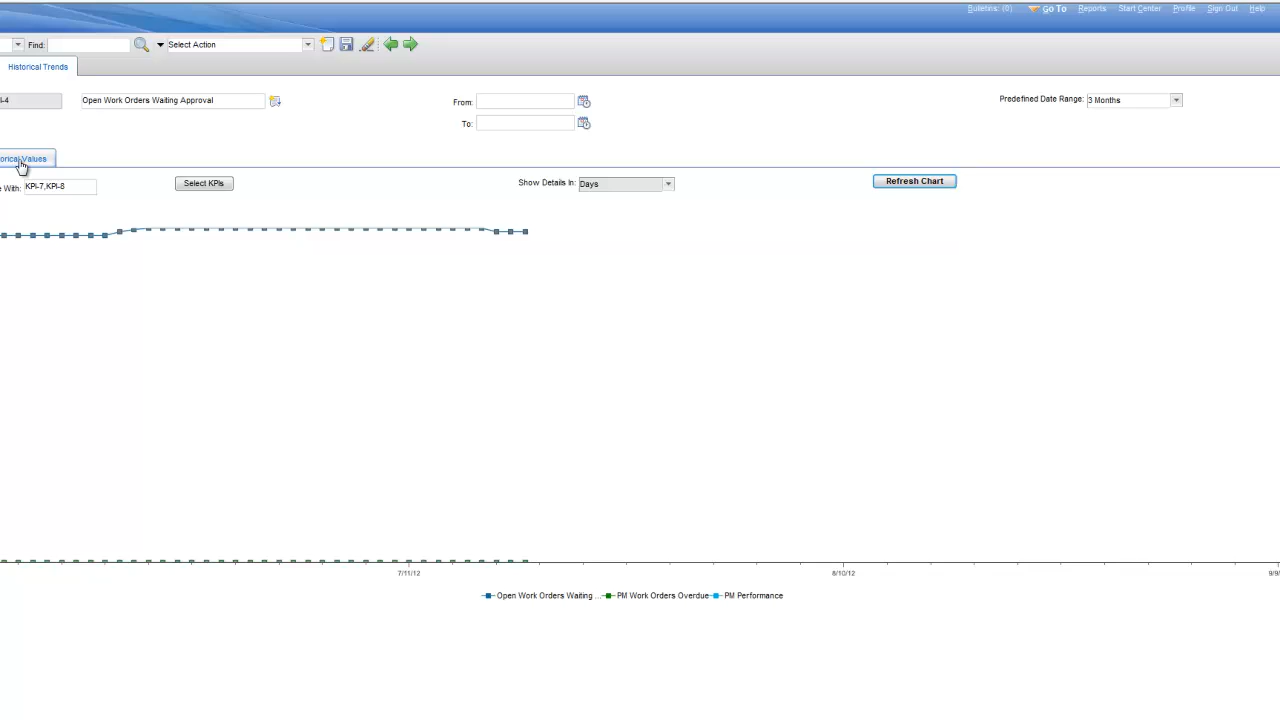 Bulletins: (0) Go To Reports Start Center Profile Sign Out Help
Find: Select Action
Historical Trends
I-4 Open Work Orders Waiting Approval From: Predefined Date Range: 3 Months
To:
orical Values
e With: KPI-7,KPI-8 Select KPIs Show Details In: Days Refresh Chart
7/11/12 8/10/12 9/9/
Open Work Orders Waiting ... PM Work Orders Overdue PM Performance